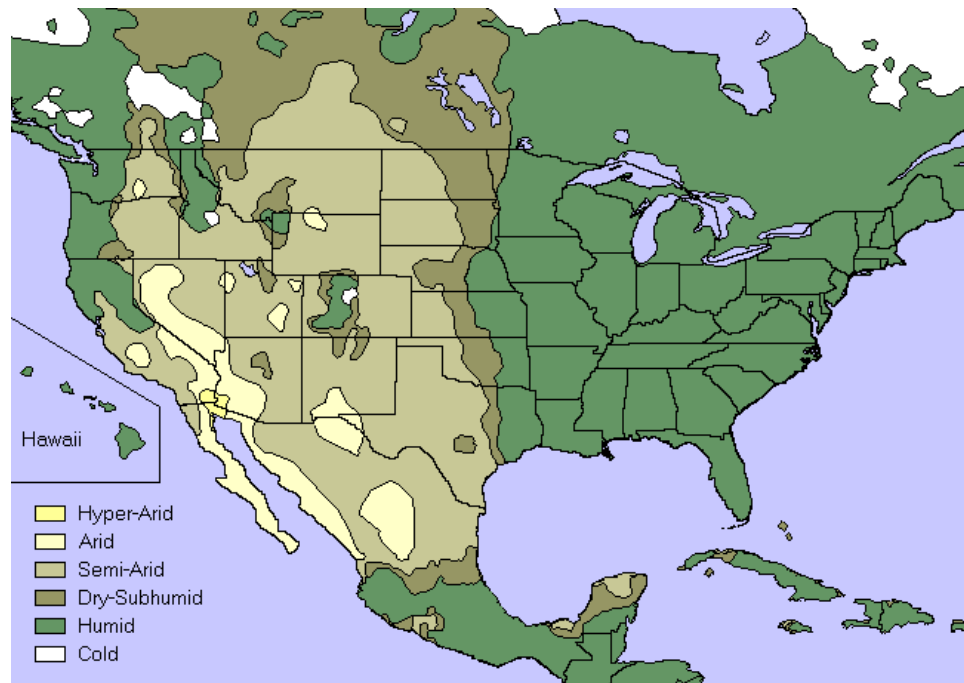 Hawaii
Hyper-Arid
Arid
Semi-Arid
Dry-Subhumid
Humid
Cold